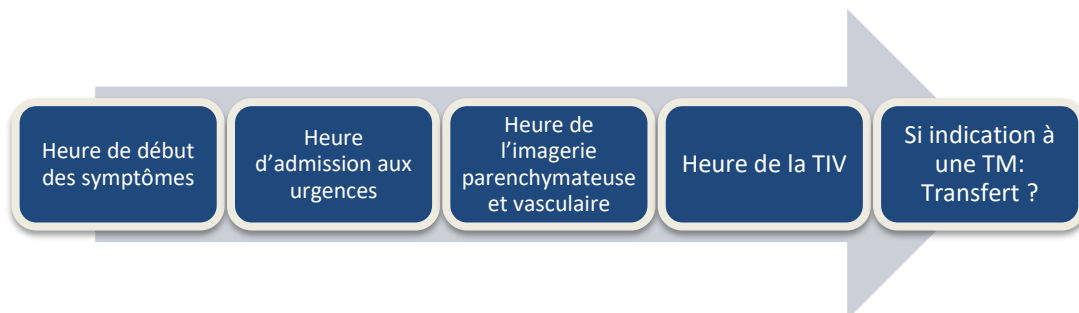 Heure de début
des symptômes
Heure
d’admission aux
urgences
Heure de
l’imagerie
parenchymateuse
et vasculaire
Heure de la TIV
Si indication à
une TM:
Transfert ?